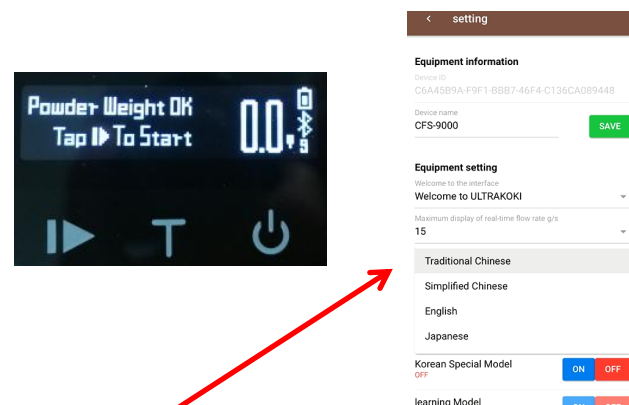 Powder Weight OK
Tap To Start
0.0
g
T
setting
Equipment information
Device ID
C6A45B9A-F9F1-BBB7-46F4-C136CA089448
Device name
CFS-9000
SAVE
Equipment setting
Welcome to the interface
Welcome to ULTRAKOKI
Maximum display of real-time flow rate g/s
15
Traditional Chinese
Simplified Chinese
English
Japanese
Korean Special Model
OFF
ON OFF
learning Model
ON OFF